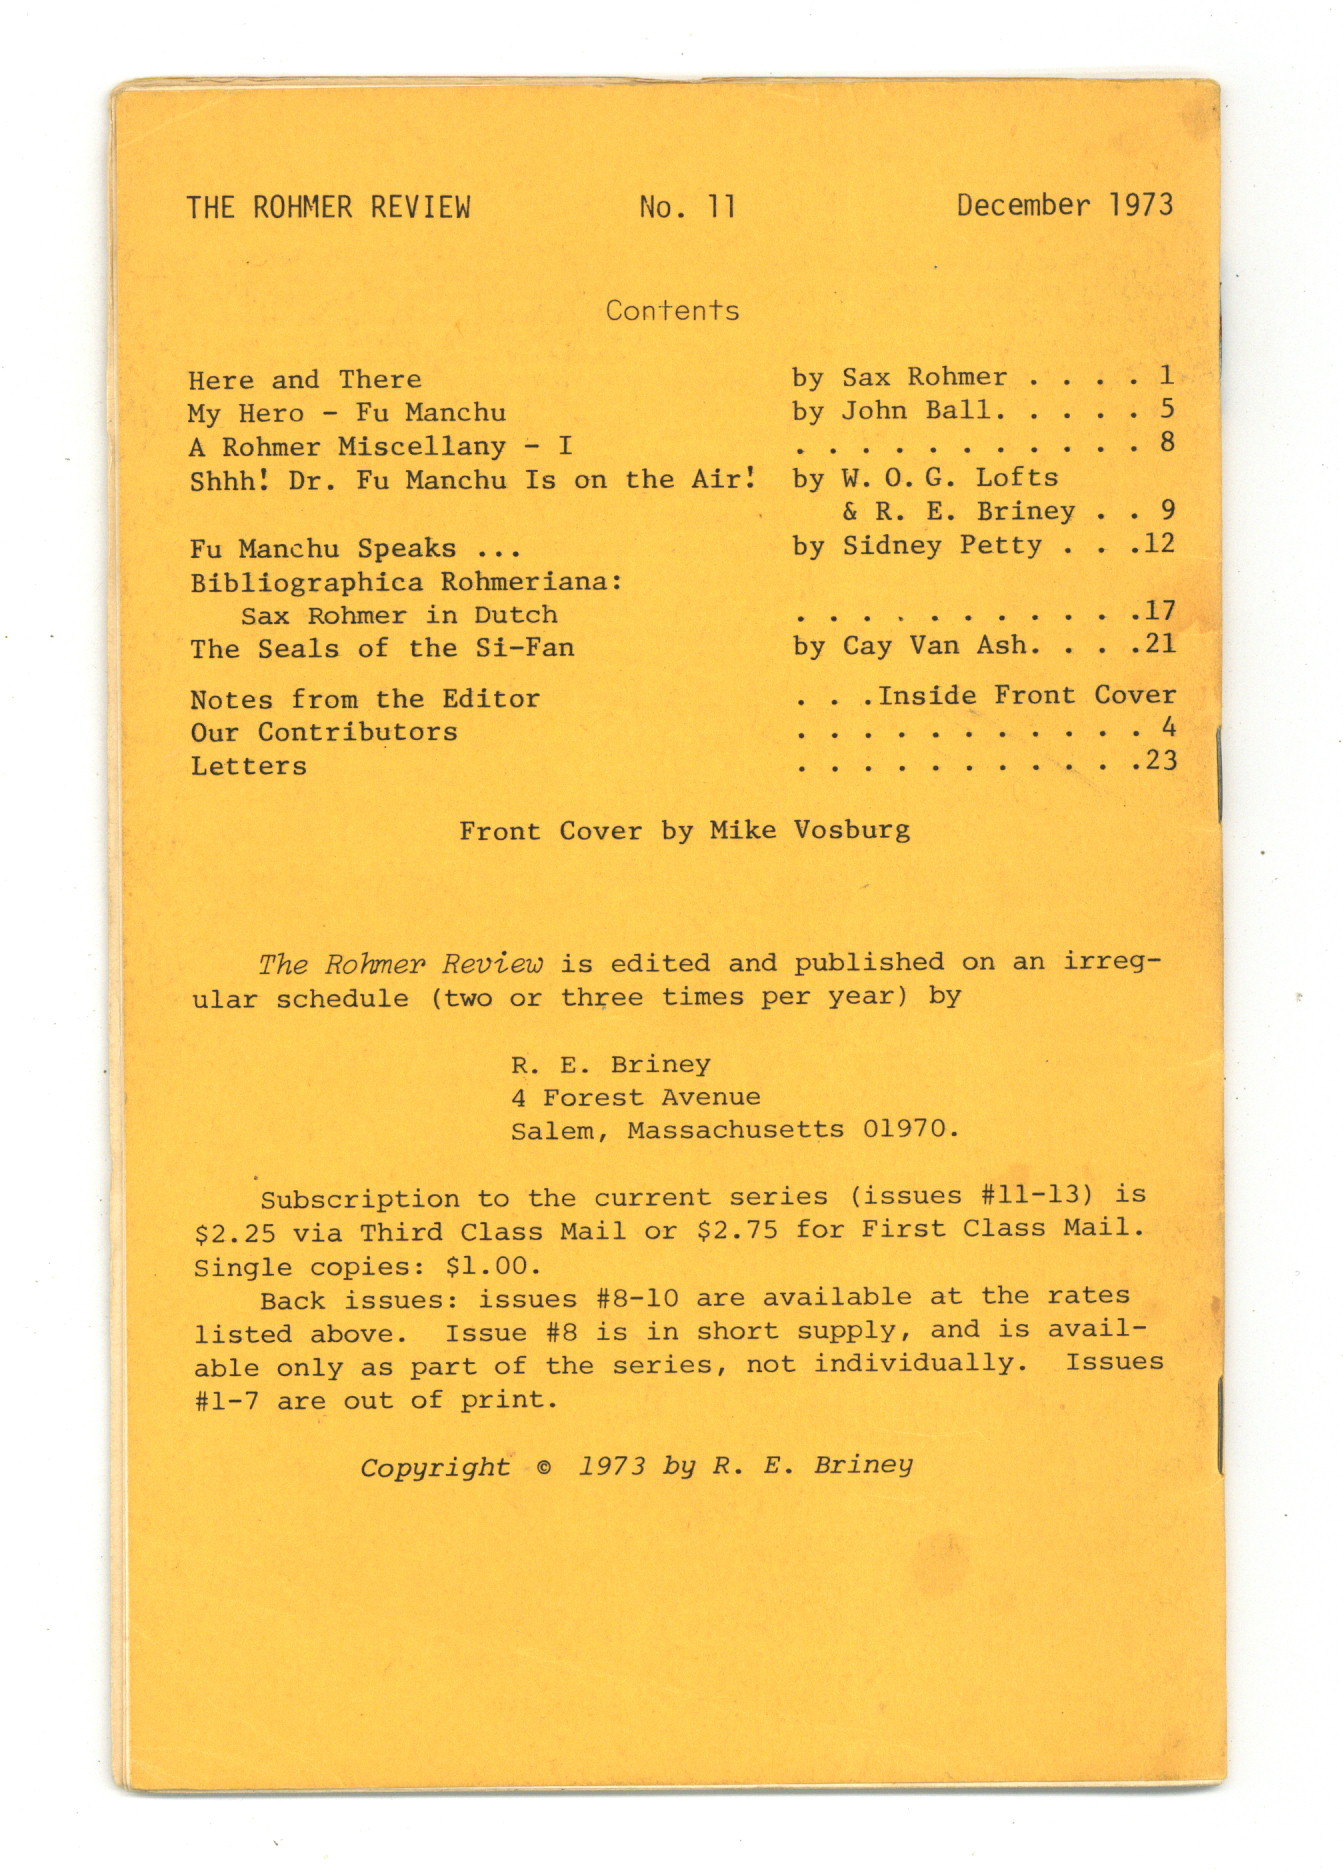 THE ROHMER REVIEW No. 11 December 1973
Contents
Here and There by Sax Rohmer . . . . 1
My Hero - Fu Manchu by John Ball. . . . . 5
A Rohmer Miscellany - I . . . . . . . . . . . 8
Shhh! Dr. Fu Manchu Is on the Air! by W. O. G. Lofts
& R. E. Briney . . 9
Fu Manchu Speaks ... by Sidney Petty . . .12
Bibliographica Rohmeriana:
Sax Rohmer in Dutch . . . . . . . . . . .17
The Seals of the Si-Fan by Cay Van Ash. . . .21
Notes from the Editor . . .Inside Front Cover
Our Contributors . . . . . . . . . . . 4
Letters . . . . . . . . . . .23
Front Cover by Mike Vosburg
The Rohmer Review is edited and published on an irreg-
ular schedule (two or three times per year) by
R. E. Briney
4 Forest Avenue
Salem, Massachusetts 01970.
Subscription to the current series (issues #11-13) is
$2.25 via Third Class Mail or $2.75 for First Class Mail.
Single copies: $1.00.
Back issues: issues #8-10 are available at the rates
listed above. Issue #8 is in short supply, and is avail-
able only as part of the series, not individually. Issues
#1-7 are out of print.
Copyright © 1973 by R. E. Briney